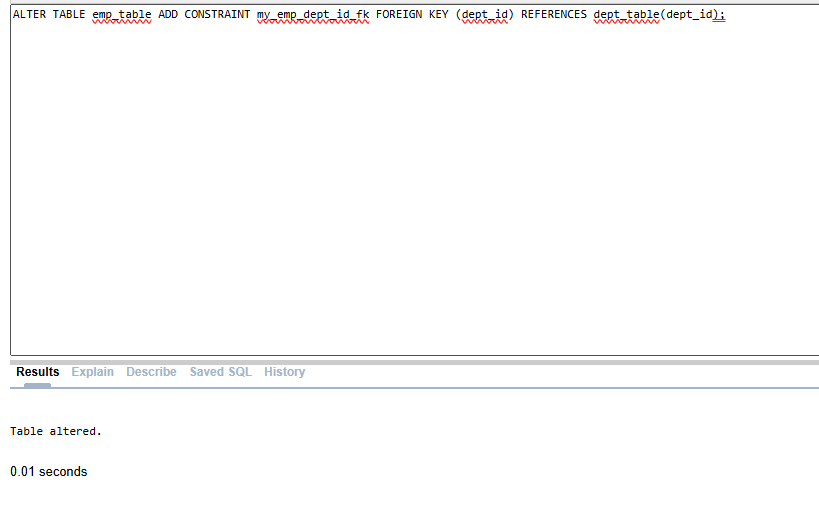 ALTER TABLE emp_table ADD CONSTRAINT my_emp_dept_id_fk FOREIGN KEY (dept_id) REFERENCES dept_table(dept_id);
Results Explain Describe Saved SQL History
Table altered.
0.01 seconds